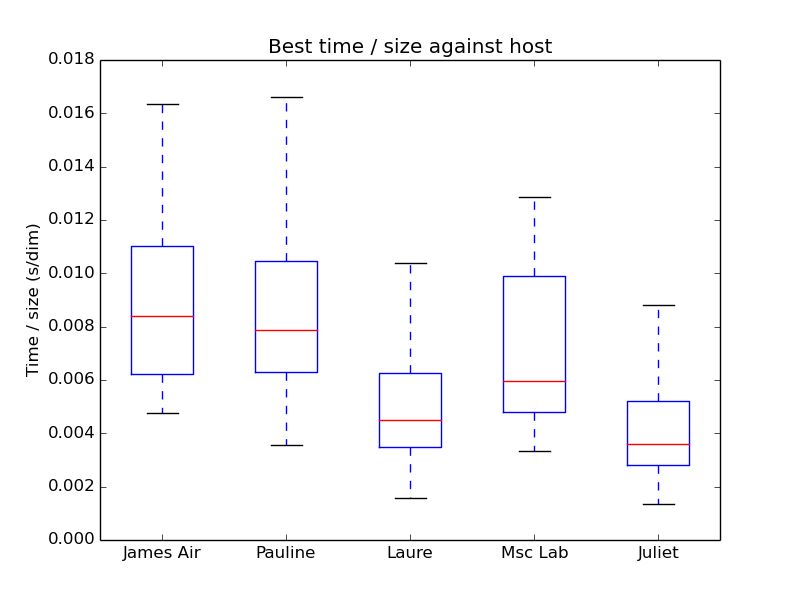 Best time / size against host
0.018
0.016
0.014
0.012
0.010
0.008
0.006
0.004
0.002
0.000
Time / size (s/dim)
James Air
Pauline
Laure
Msc Lab
Juliet